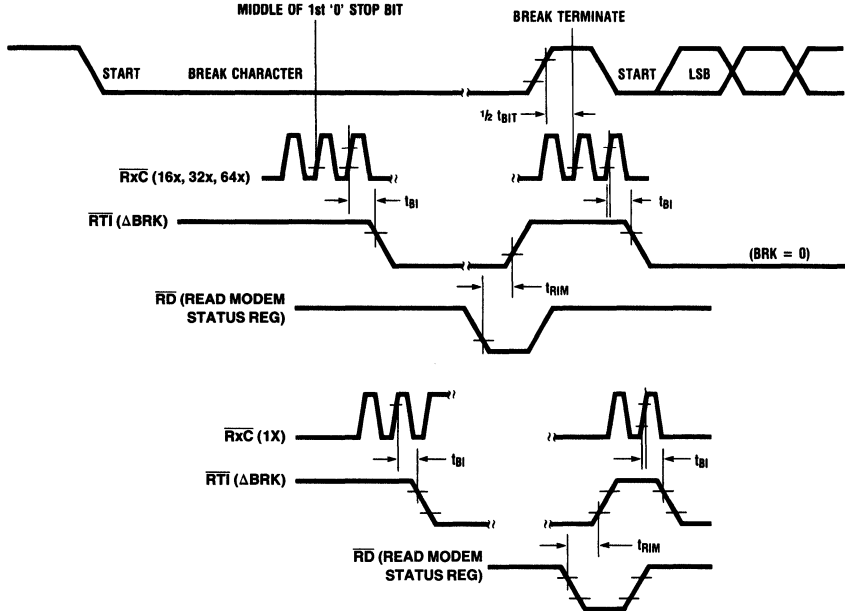 MIDDLE OF 1st '0' STOP BIT
BREAK TERMINATE
START
BREAK CHARACTER
START
LSB
1/2 tBIT
RxC (16x, 32x, 64x)
tBI
tBI
RTI (ΔBRK)
(BRK = 0)
tRIM
RD (READ MODEM
STATUS REG)
RxC (1X)
tBI
tBI
RTI (ΔBRK)
tRIM
RD (READ MODEM
STATUS REG)